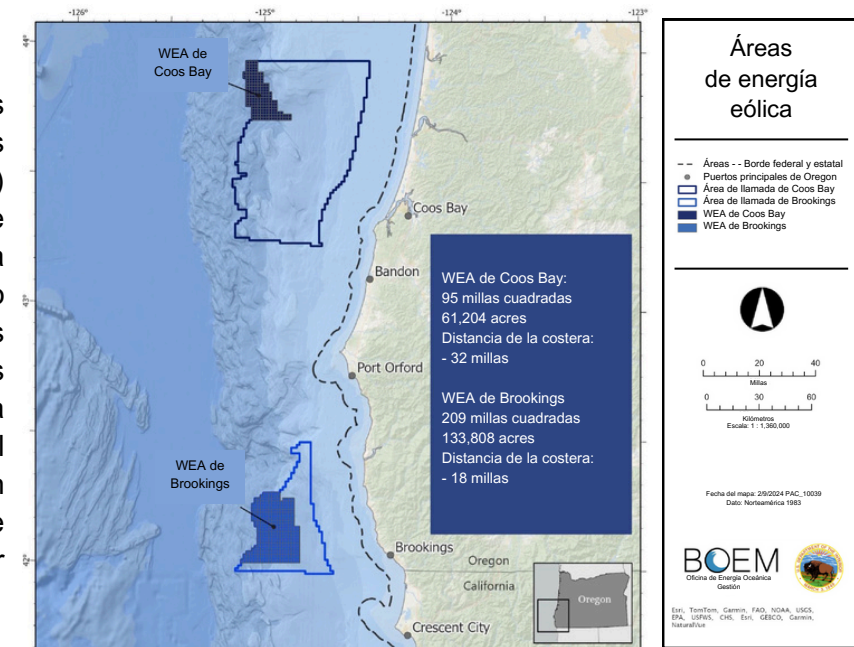 -126°
-125°
-124°
-123°
44°
43°
42°
WEA de
Coos Bay
Coos Bay
Bandon
Port Orford
WEA de
Brookings
Brookings
Oregon
California
Crescent City
Oregon
WEA de Coos Bay:
95 millas cuadradas
61,204 acres
Distancia de la costera:
- 32 millas
WEA de Brookings
209 millas cuadradas
133,808 acres
Distancia de la costera:
- 18 millas
Áreas
de energía
eólica
Áreas - - Borde federal y estatal
Puertos principales de Oregon
Área de llamada de Coos Bay
Área de llamada de Brookings
WEA de Coos Bay
WEA de Brookings
0 20 40
Millas
0 30 60
Kilómetros
Escala: 1 : 1,360,000
Fecha del mapa: 2/9/2024 PAC_10039
Dato: Norteamérica 1983
BOEM
Oficina de Energía Oceánica
Gestión
Esri, TomTom, Garmin, FAO, NOAA, USGS,
EPA, USFWS, CHS, Esri, GEBCO, Garmin,
NaturalVue